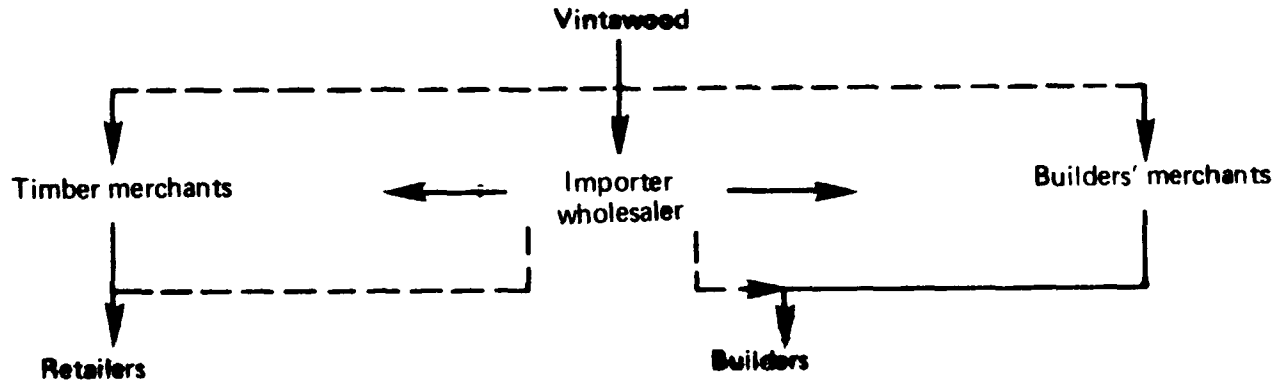 Vintawood
Timber merchants
Importer
wholesaler
Builders' merchants
Retailers
Builders